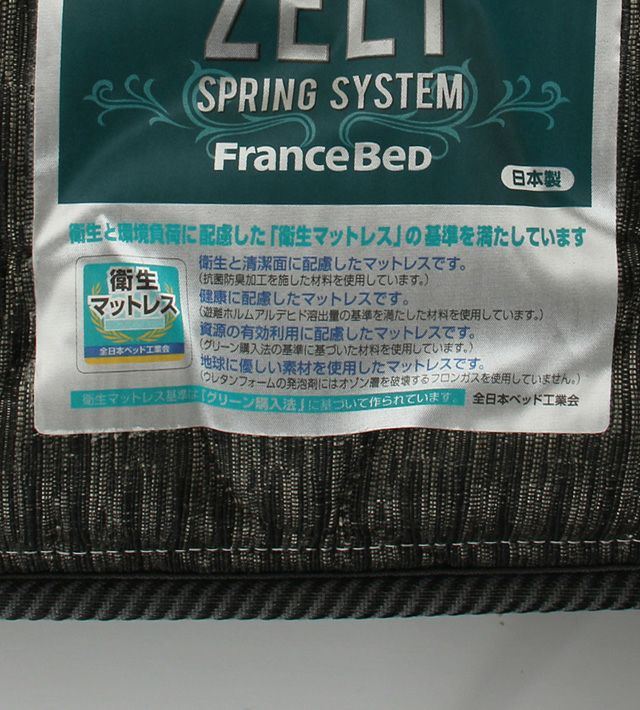 ZELT
SPRING SYSTEM
FRANCEBED
日本製
衛生と環境負荷に配慮した「衛生マットレス」の基準を満たしています
衛生
マットレス
全日本ベッド工業会
衛生と清潔面に配慮したマットレスです。
（抗菌防臭加工を施した材料を使用しています。）
健康に配慮したマットレスです。
（遊離ホルムアルデヒド溶出量の基準を満たした材料を使用しています。）
資源の有効利用に配慮したマットレスです。
（グリーン購入法の基準に基づいた材料を使用しています。）
地球に優しい素材を使用したマットレスです。
（ウレタンフォームの発泡剤にはオゾン層を破壊するフロンガスを使用していません。）
衛生マットレス基準は「グリーン購入法」に基づいて作られています。 全日本ベッド工業会